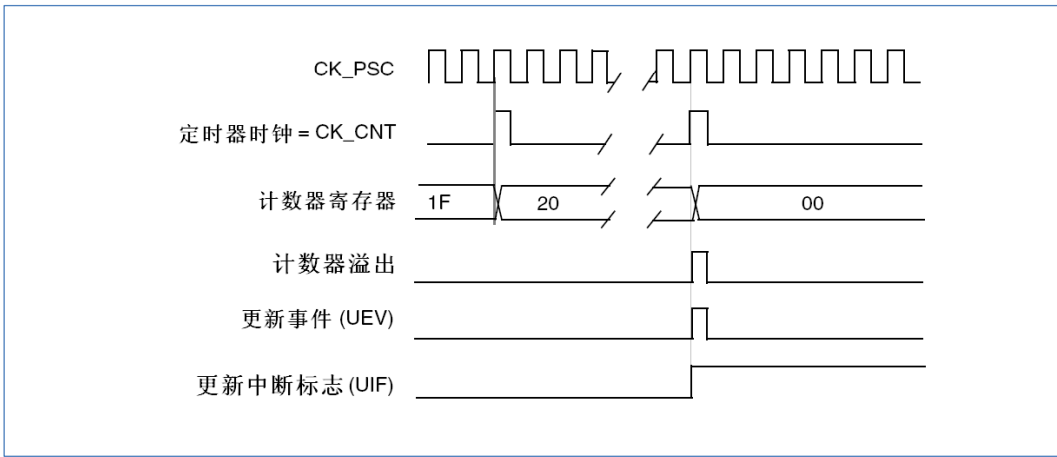 CK_PSC
定时器时钟 = CK_CNT
计数器寄存器 1F 20 00
计数器溢出
更新事件 (UEV)
更新中断标志 (UIF)